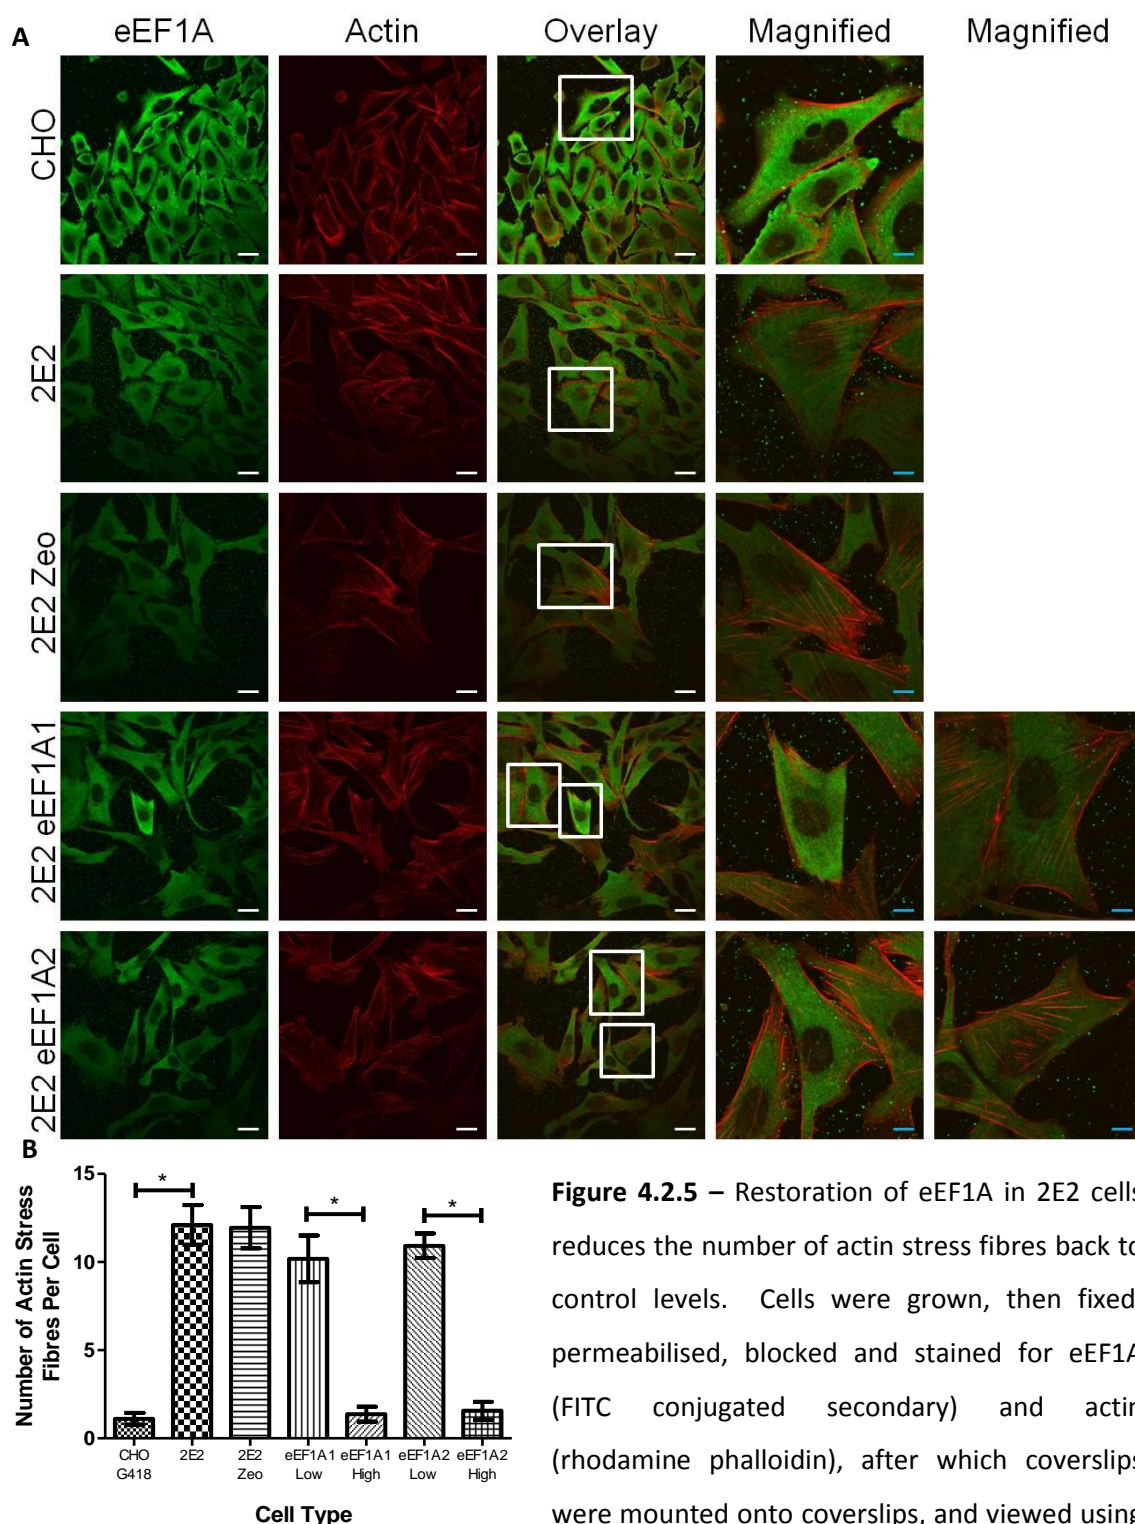 A
eEF1A Actin Overlay Magnified Magnified
CHO
2E2
2E2 Zeo
2E2 eEF1A1
2E2 eEF1A2
B
Number of Actin Stress
Fibres Per Cell
15
10
5
0
* * *
CHO G418
2E2
2E2 Zeo
eEF1A1 Low
eEF1A1 High
eEF1A2 Low
eEF1A2 High
Cell Type
Figure 4.2.5 – Restoration of eEF1A in 2E2 cells
reduces the number of actin stress fibres back to
control levels. Cells were grown, then fixed
permeabilised, blocked and stained for eEF1A
(FITC conjugated secondary) and actin
(rhodamine phalloidin), after which coverslips
were mounted onto coverslips, and viewed using